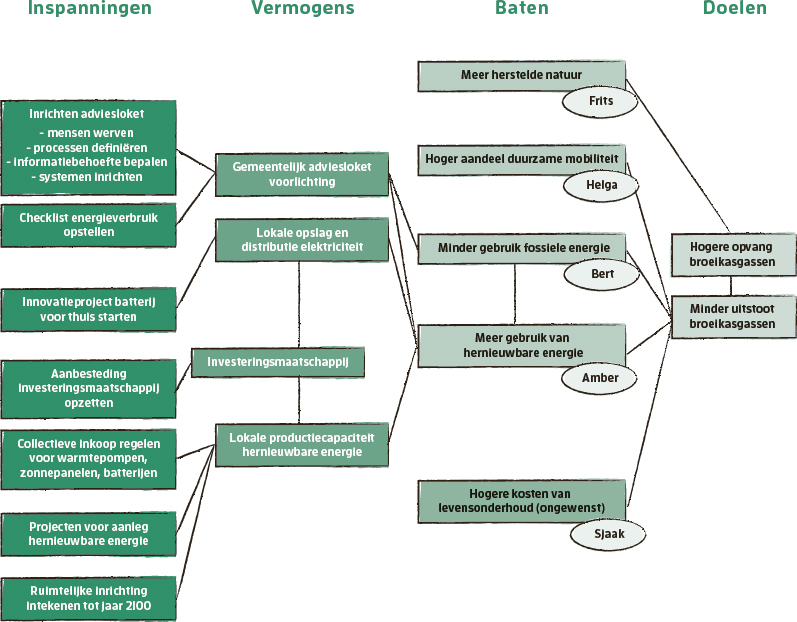 Inspanningen
Vermogens
Baten
Doelen
Inrichten adviesloket
- mensen werven
- processen definiëren
- informatiebehoefte bepalen
- systemen inrichten
Checklist energieverbruik
opstellen
Innovatieproject batterij
voor thuis starten
Aanbesteding
investeringsmaatschappij
opzetten
Collectieve inkoop regelen
voor warmtepompen,
zonnepanelen, batterijen
Projecten voor aanleg
hernieuwbare energie
Ruimtelijke inrichting
intekenen tot jaar 2100
Gemeentelijk adviesloket
voorlichting
Lokale opslag en
distributie elektriciteit
Investeringsmaatschappij
Lokale productiecapaciteit
hernieuwbare energie
Meer herstelde natuur
Frits
Hoger aandeel duurzame mobiliteit
Helga
Minder gebruik fossiele energie
Bert
Meer gebruik van
hernieuwbare energie
Amber
Hogere kosten van
levensonderhoud (ongewenst)
Sjaak
Hogere opvang
broeikasgassen
Minder uitstoot
broeikasgassen